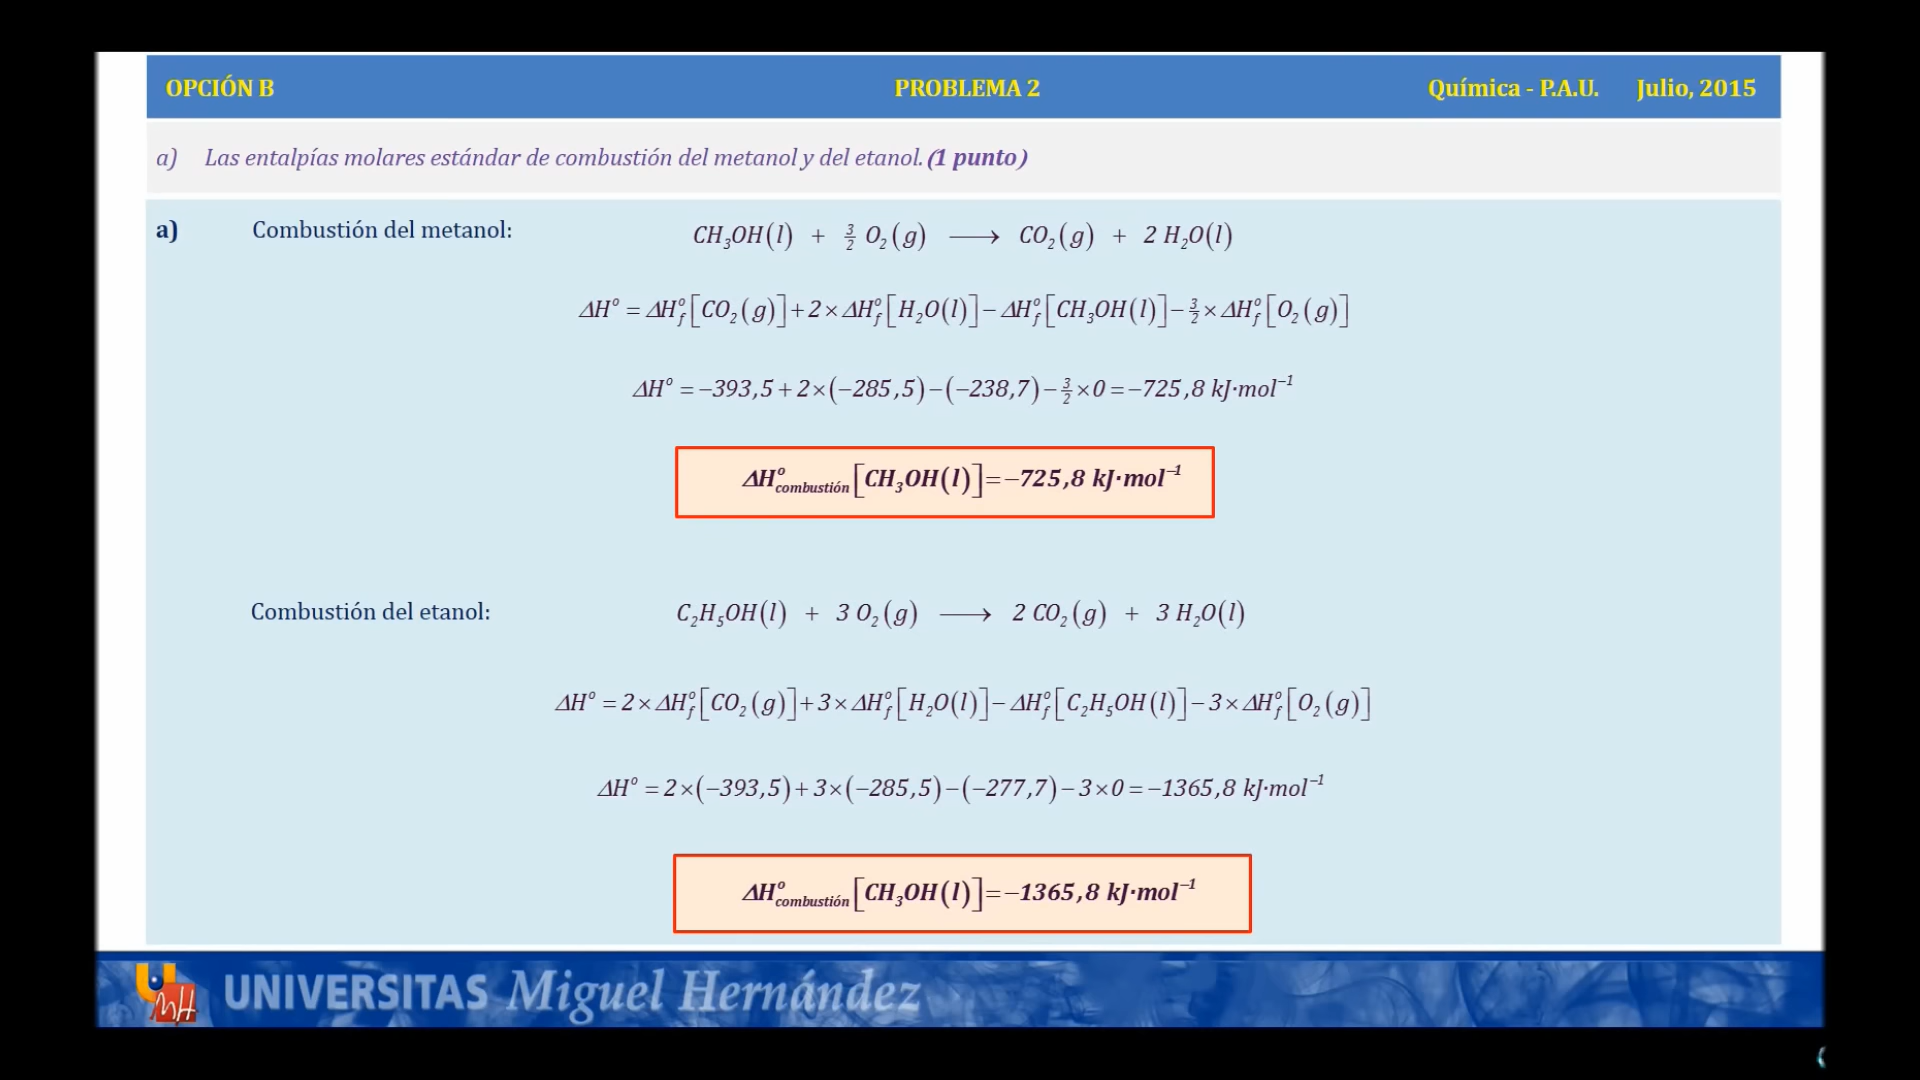 OPCIÓN B PROBLEMA 2 Química - P.A.U. Julio, 2015
a) Las entalpías molares estándar de combustión del metanol y del etanol. (1 punto)
a) Combustión del metanol: CH₃OH(l) + 3/2 O₂(g) ⟶ CO₂(g) + 2 H₂O(l)
ΔH° = ΔH°f[CO₂(g)] + 2×ΔH°f[H₂O(l)] − ΔH°f[CH₃OH(l)] − 3/2×ΔH°f[O₂(g)]
ΔH° = −393,5 + 2×(−285,5) − (−238,7) − 3/2×0 = −725,8 kJ·mol⁻¹
ΔH°combustión[CH₃OH(l)] = −725,8 kJ·mol⁻¹
Combustión del etanol: C₂H₅OH(l) + 3 O₂(g) ⟶ 2 CO₂(g) + 3 H₂O(l)
ΔH° = 2×ΔH°f[CO₂(g)] + 3×ΔH°f[H₂O(l)] − ΔH°f[C₂H₅OH(l)] − 3×ΔH°f[O₂(g)]
ΔH° = 2×(−393,5) + 3×(−285,5) − (−277,7) − 3×0 = −1365,8 kJ·mol⁻¹
ΔH°combustión[CH₃OH(l)] = −1365,8 kJ·mol⁻¹
UNIVERSITAS Miguel Hernández